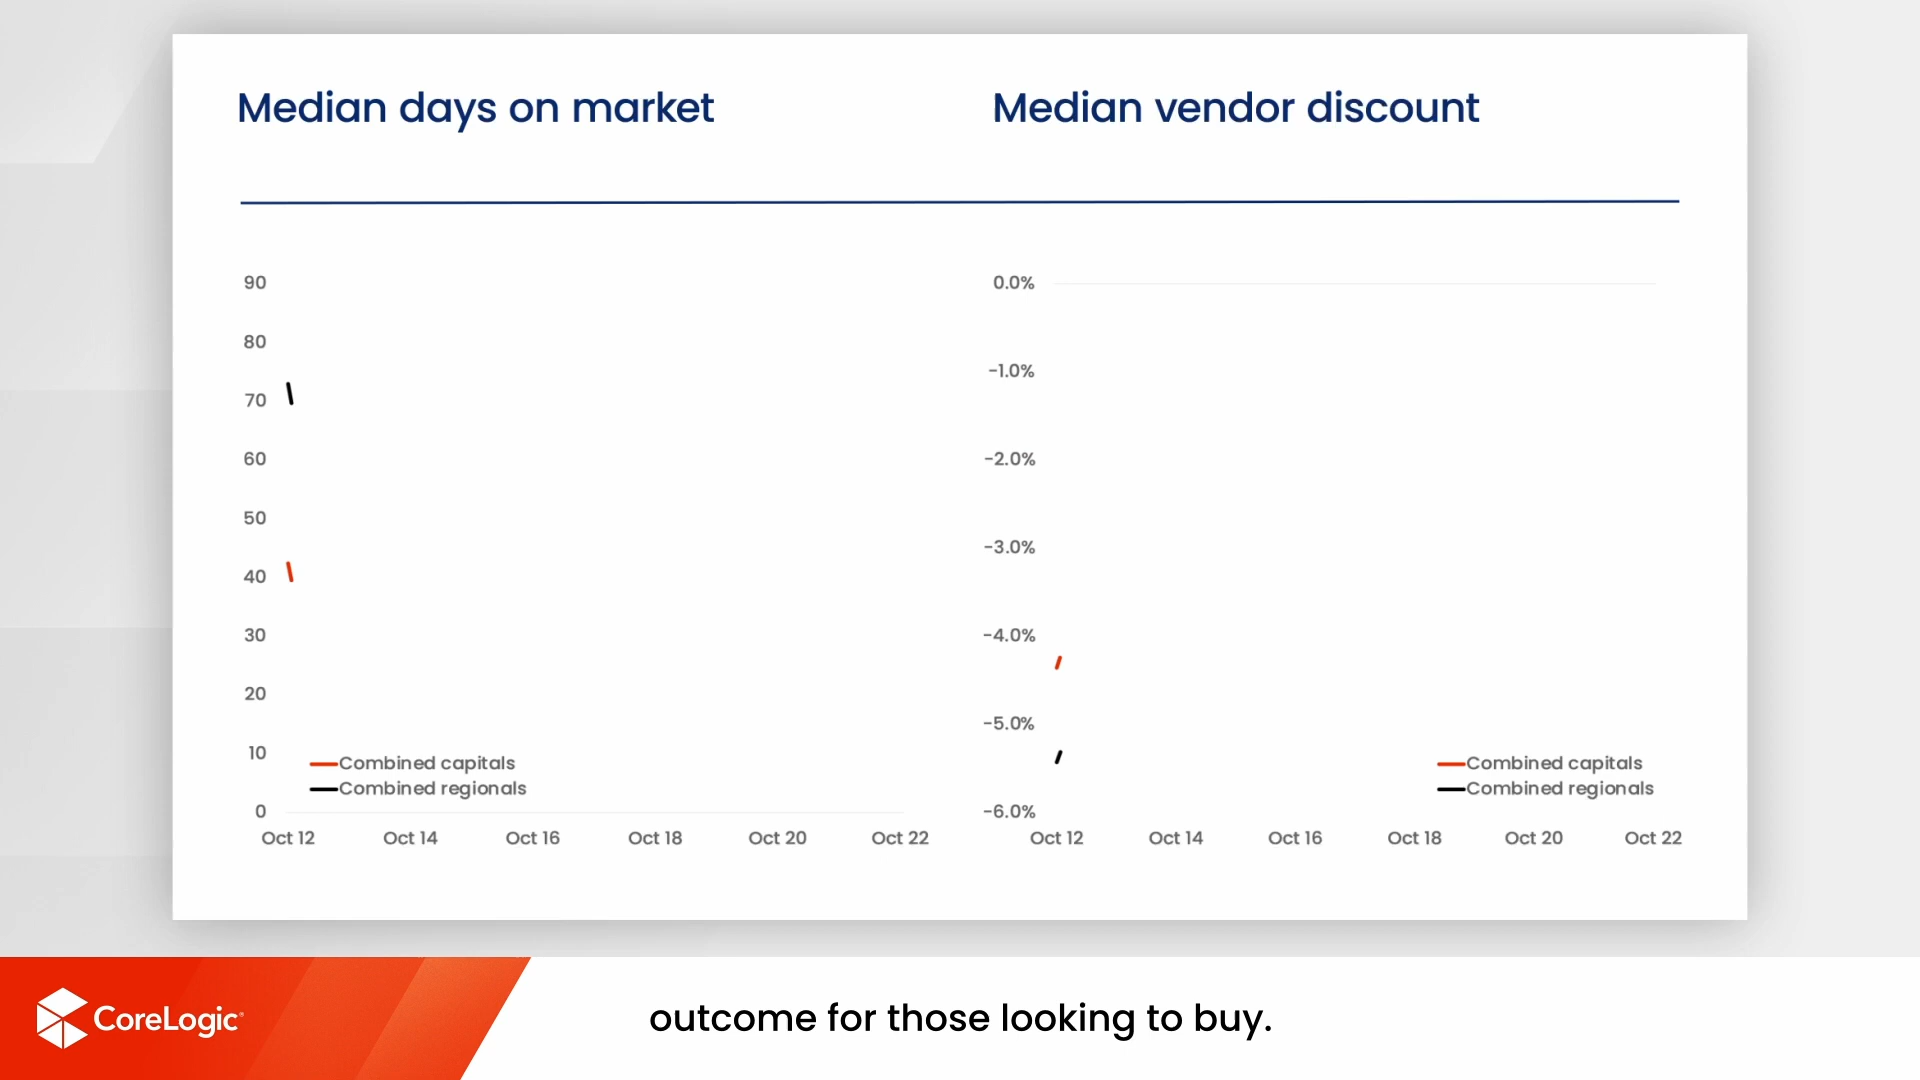 Median days on market
Median vendor discount
90
80
70
60
50
40
30
20
10
0
Combined capitals
Combined regionals
Oct 12 Oct 14 Oct 16 Oct 18 Oct 20 Oct 22
0.0%
-1.0%
-2.0%
-3.0%
-4.0%
-5.0%
-6.0%
Combined capitals
Combined regionals
Oct 12 Oct 14 Oct 16 Oct 18 Oct 20 Oct 22
CoreLogic
outcome for those looking to buy.